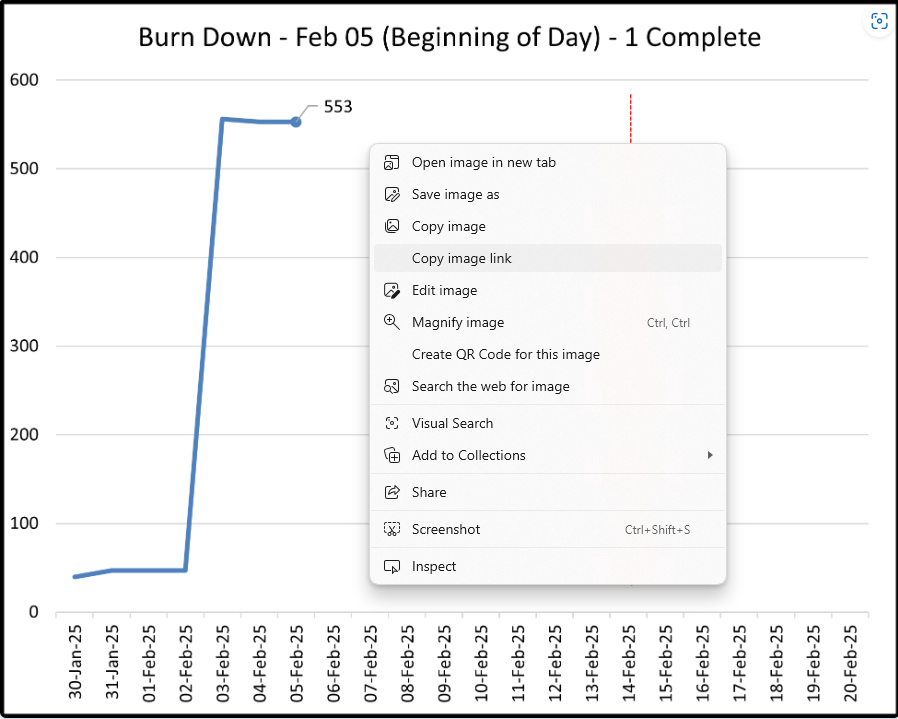 Burn Down - Feb 05 (Beginning of Day) - 1 Complete
600
553
500
400
300
200
100
0
Open image in new tab
Save image as
Copy image
Copy image link
Edit image
Magnify image Ctrl, Ctrl
Create QR Code for this image
Search the web for image
Visual Search
Add to Collections
Share
Screenshot Ctrl+Shift+S
Inspect
30-Jan-25
31-Jan-25
01-Feb-25
02-Feb-25
03-Feb-25
04-Feb-25
05-Feb-25
06-Feb-25
07-Feb-25
08-Feb-25
09-Feb-25
10-Feb-25
11-Feb-25
12-Feb-25
13-Feb-25
14-Feb-25
15-Feb-25
16-Feb-25
17-Feb-25
18-Feb-25
19-Feb-25
20-Feb-25